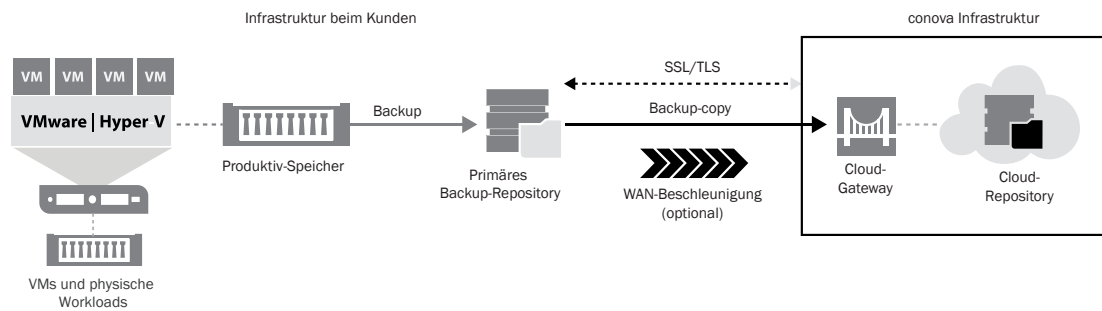 Infrastruktur beim Kunden
conova Infrastruktur
VM VM VM VM
VMware | Hyper V
SSL/TLS
Backup
Backup-copy
Produktiv-Speicher
Primäres
Backup-Repository
WAN-Beschleunigung
(optional)
Cloud-
Gateway
Cloud-
Repository
VMs und physische
Workloads